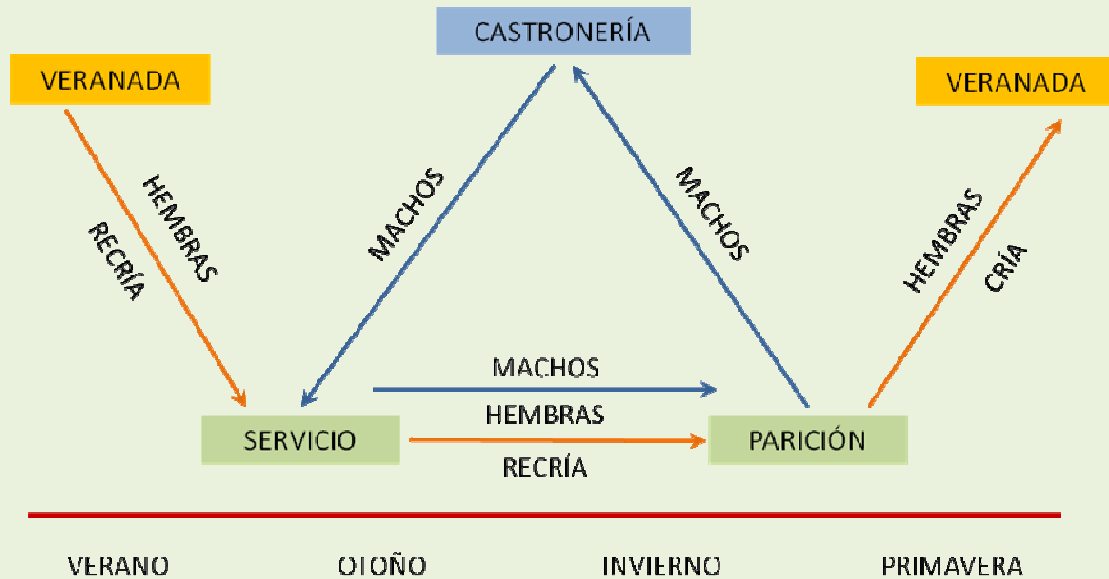 CASTRONERÍA
VERANADA
VERANADA
HEMBRAS
RECRÍA
MACHOS
MACHOS
HEMBRAS
CRÍA
MACHOS
HEMBRAS
RECRÍA
SERVICIO
PARICIÓN
VERANO
OTOÑO
INVIERNO
PRIMAVERA